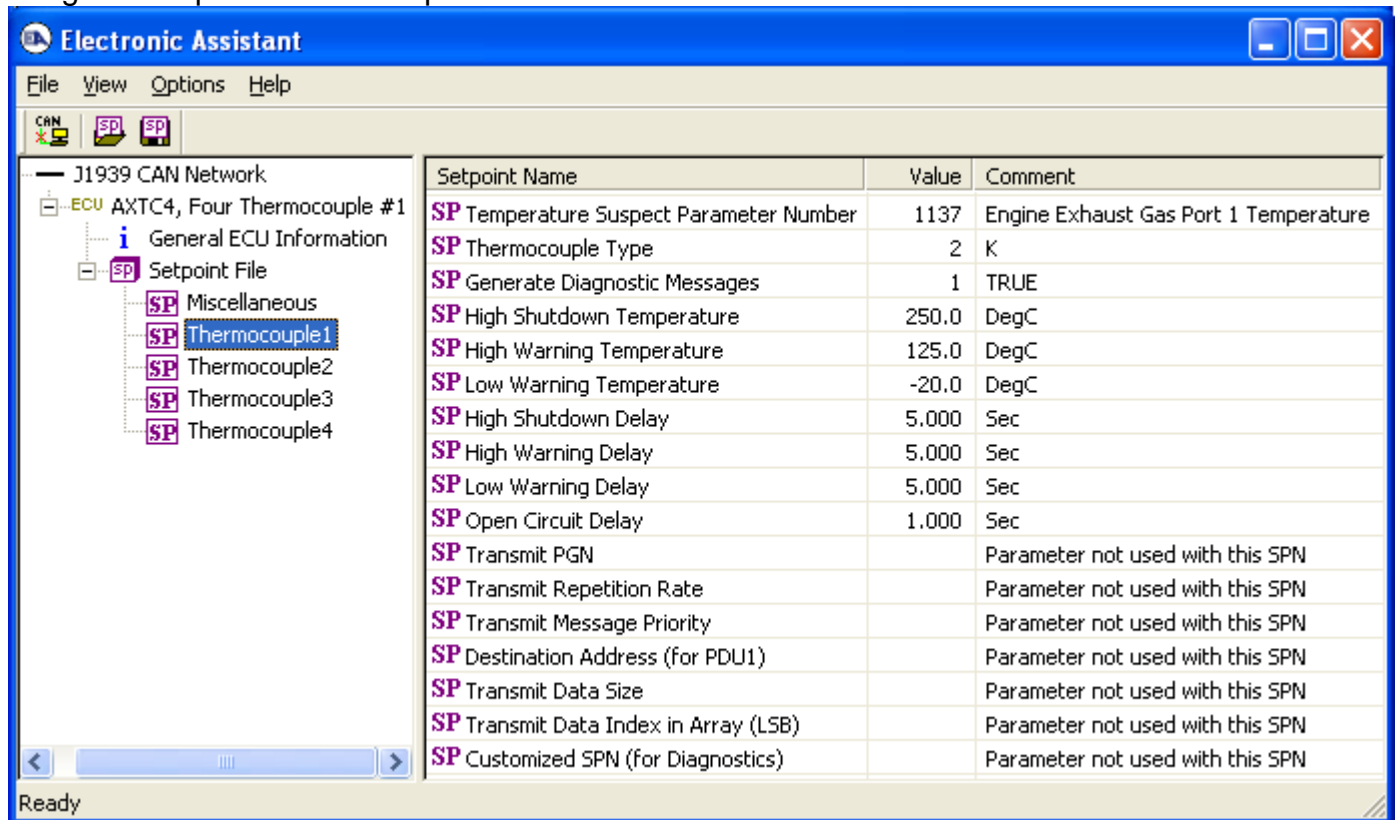 Electronic Assistant
File View Options Help
CAN SP SP
J1939 CAN Network
ECU AXTC4, Four Thermocouple #1
i General ECU Information
SP Setpoint File
SP Miscellaneous
SP Thermocouple1
SP Thermocouple2
SP Thermocouple3
SP Thermocouple4
Setpoint Name Value Comment
SP Temperature Suspect Parameter Number 1137 Engine Exhaust Gas Port 1 Temperature
SP Thermocouple Type 2 K
SP Generate Diagnostic Messages 1 TRUE
SP High Shutdown Temperature 250.0 DegC
SP High Warning Temperature 125.0 DegC
SP Low Warning Temperature -20.0 DegC
SP High Shutdown Delay 5.000 Sec
SP High Warning Delay 5.000 Sec
SP Low Warning Delay 5.000 Sec
SP Open Circuit Delay 1.000 Sec
SP Transmit PGN Parameter not used with this SPN
SP Transmit Repetition Rate Parameter not used with this SPN
SP Transmit Message Priority Parameter not used with this SPN
SP Destination Address (for PDU1) Parameter not used with this SPN
SP Transmit Data Size Parameter not used with this SPN
SP Transmit Data Index in Array (LSB) Parameter not used with this SPN
SP Customized SPN (for Diagnostics) Parameter not used with this SPN
Ready